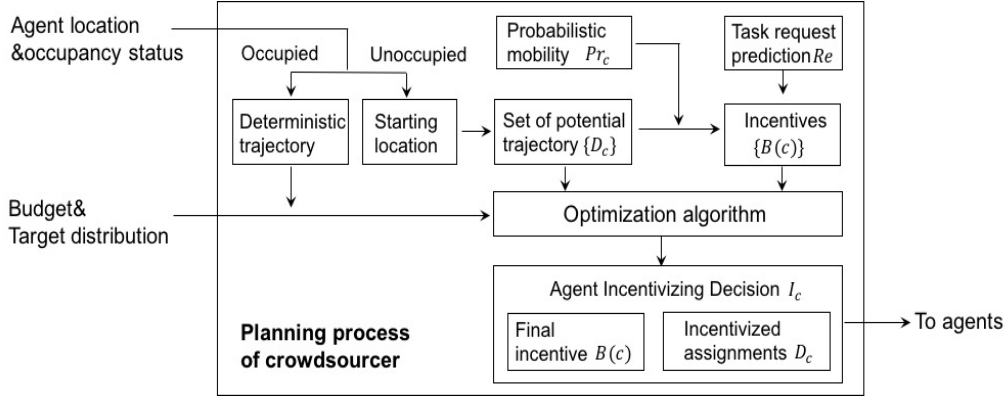 Agent location
&occupancy status
Occupied
Unoccupied
Probabilistic
mobility Pr_c
Task request
prediction Re
Deterministic
trajectory
Starting
location
Set of potential
trajectory {D_c}
Incentives
{B(c)}
Budget&
Target distribution
Optimization algorithm
Agent Incentivizing Decision I_c
Final
incentive B(c)
Incentivized
assignments D_c
To agents
Planning process
of crowdsourcer